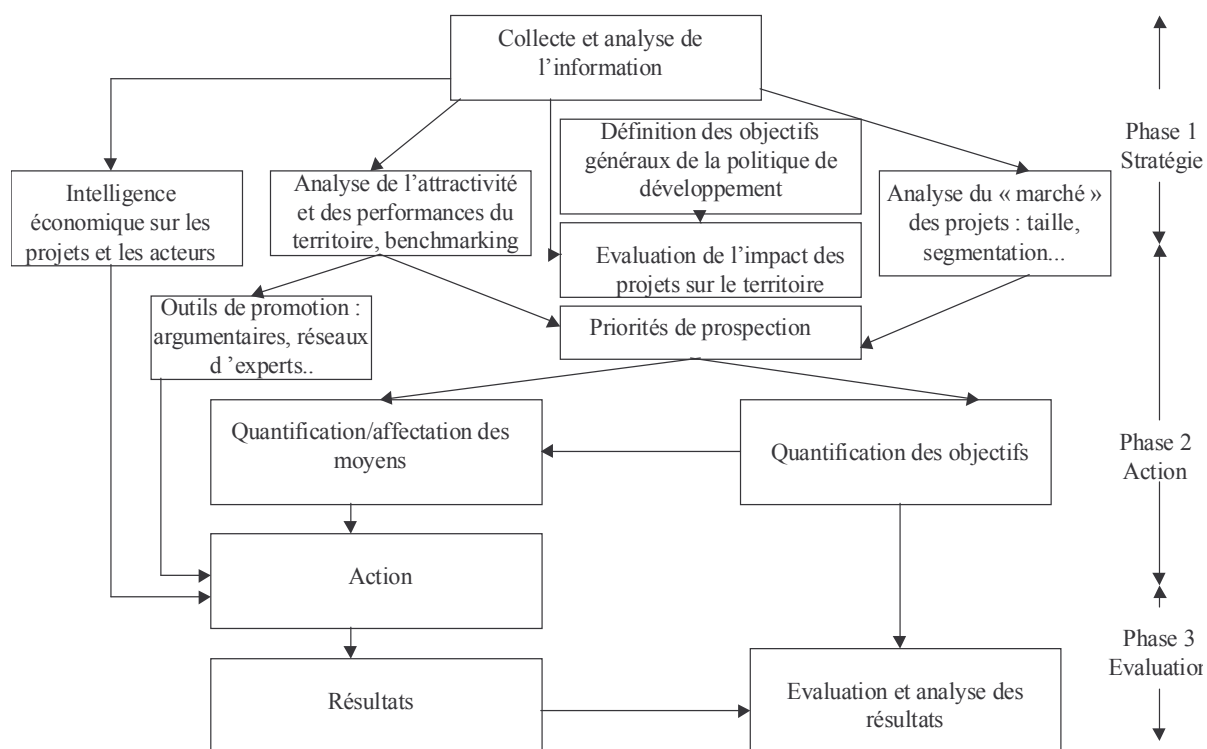 Collecte et analyse de
l'information
Définition des objectifs
généraux de la politique de
développement
Phase 1
Stratégie
Intelligence
économique sur les
projets et les acteurs
Analyse de l'attractivité
et des performances du
territoire, benchmarking
Analyse du « marché »
des projets : taille,
segmentation...
Evaluation de l'impact des
projets sur le territoire
Outils de promotion :
argumentaires, réseaux
d 'experts..
Priorités de prospection
Quantification/affectation des
moyens
Quantification des objectifs
Phase 2
Action
Action
Phase 3
Evaluation
Résultats
Evaluation et analyse des
résultats